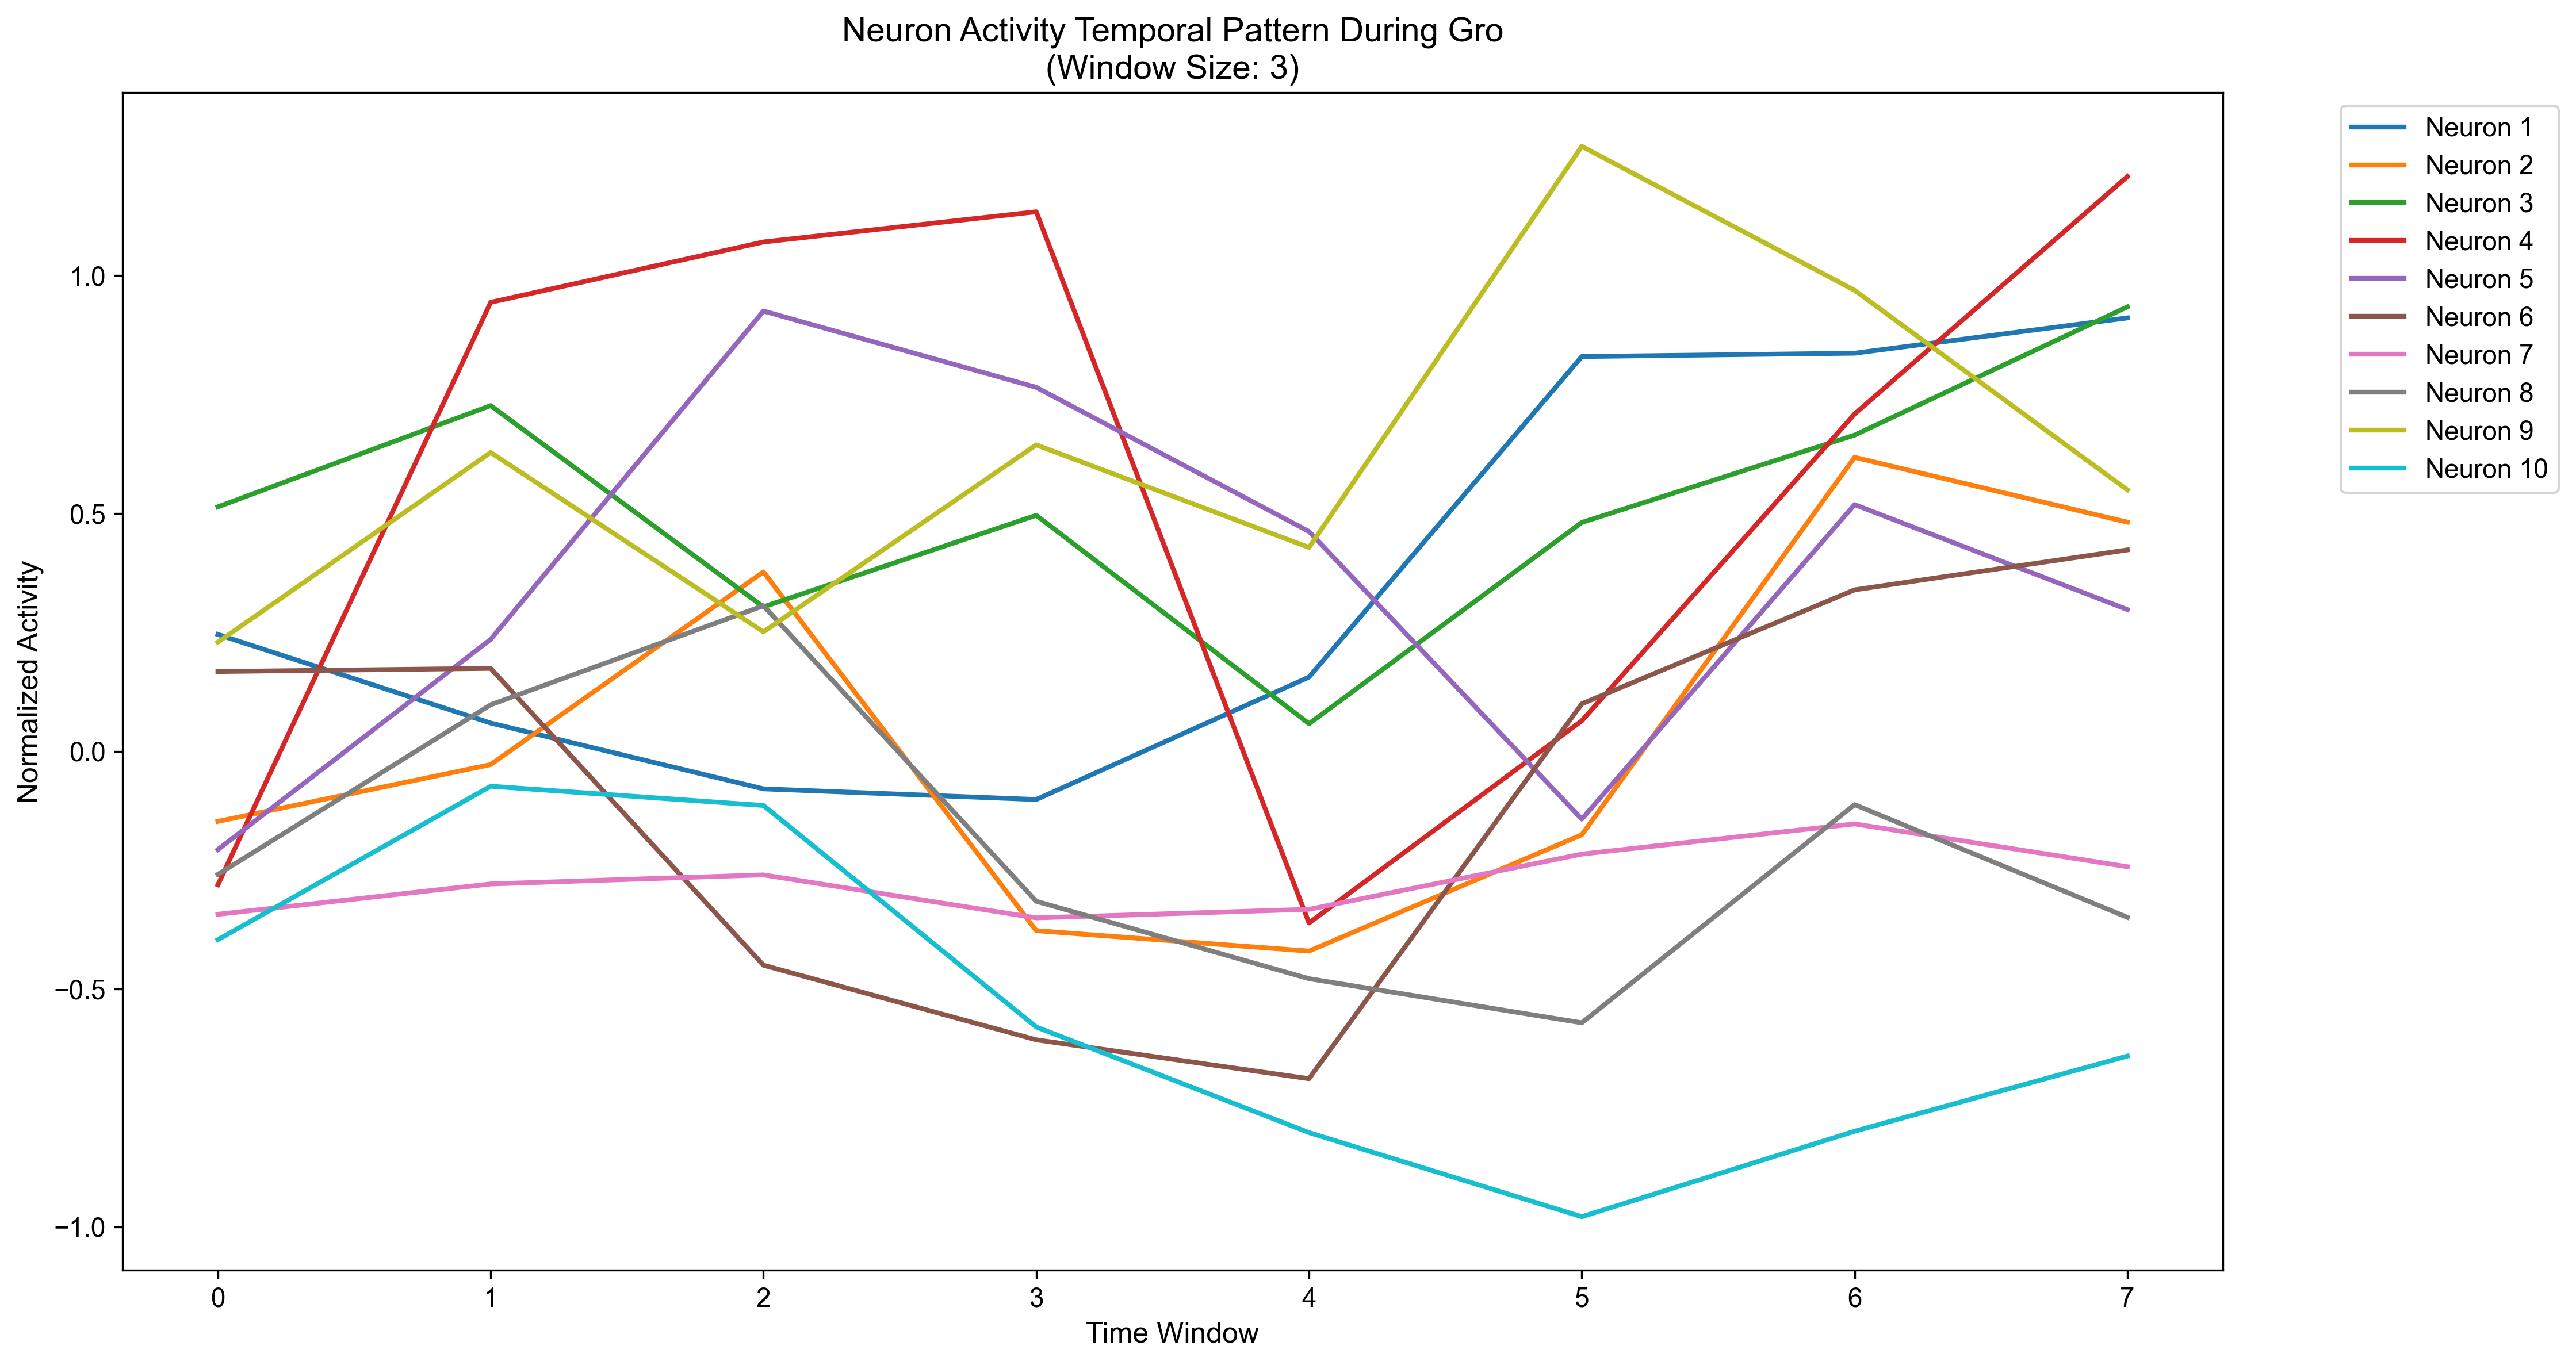 Neuron Activity Temporal Pattern During Gro
(Window Size: 3)
Neuron 1
Neuron 2
Neuron 3
Neuron 4
Neuron 5
Neuron 6
Neuron 7
Neuron 8
Neuron 9
Neuron 10
Normalized Activity
1.0
0.5
0.0
−0.5
−1.0
0 1 2 3 4 5 6 7
Time Window